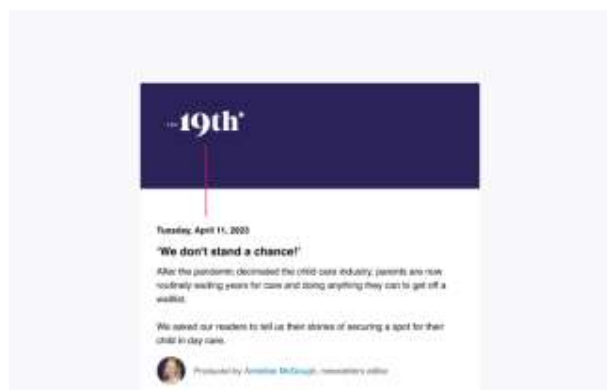 THE 19th*
Tuesday, April 11, 2023
'We don't stand a chance!'
After the pandemic decimated the child care industry, parents are now
routinely waiting years for care and doing anything they can to get off a
waitlist.
We asked our readers to tell us their stories of securing a spot for their
child in day care.
Produced by Annelise McGough, newsletters editor